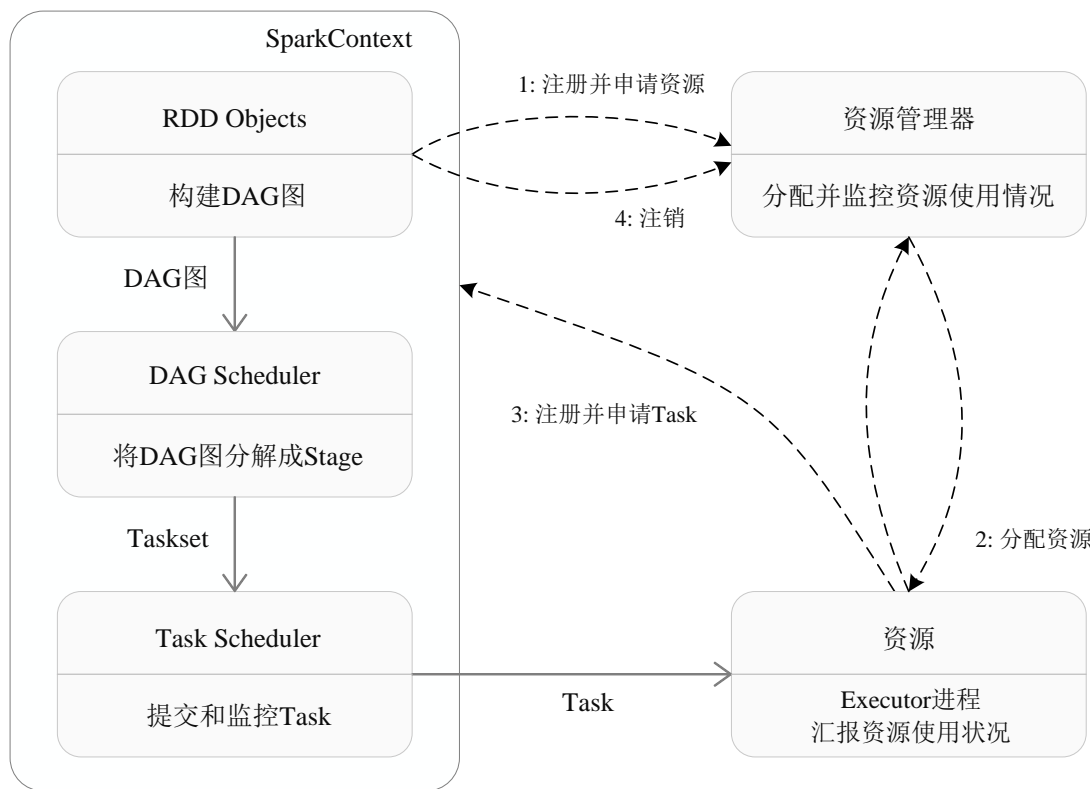 SparkContext
RDD Objects
构建DAG图
1: 注册并申请资源
资源管理器
分配并监控资源使用情况
4: 注销
DAG图
DAG Scheduler
将DAG图分解成Stage
3: 注册并申请Task
Taskset
2: 分配资源
Task Scheduler
提交和监控Task
Task
资源
Executor进程
汇报资源使用状况